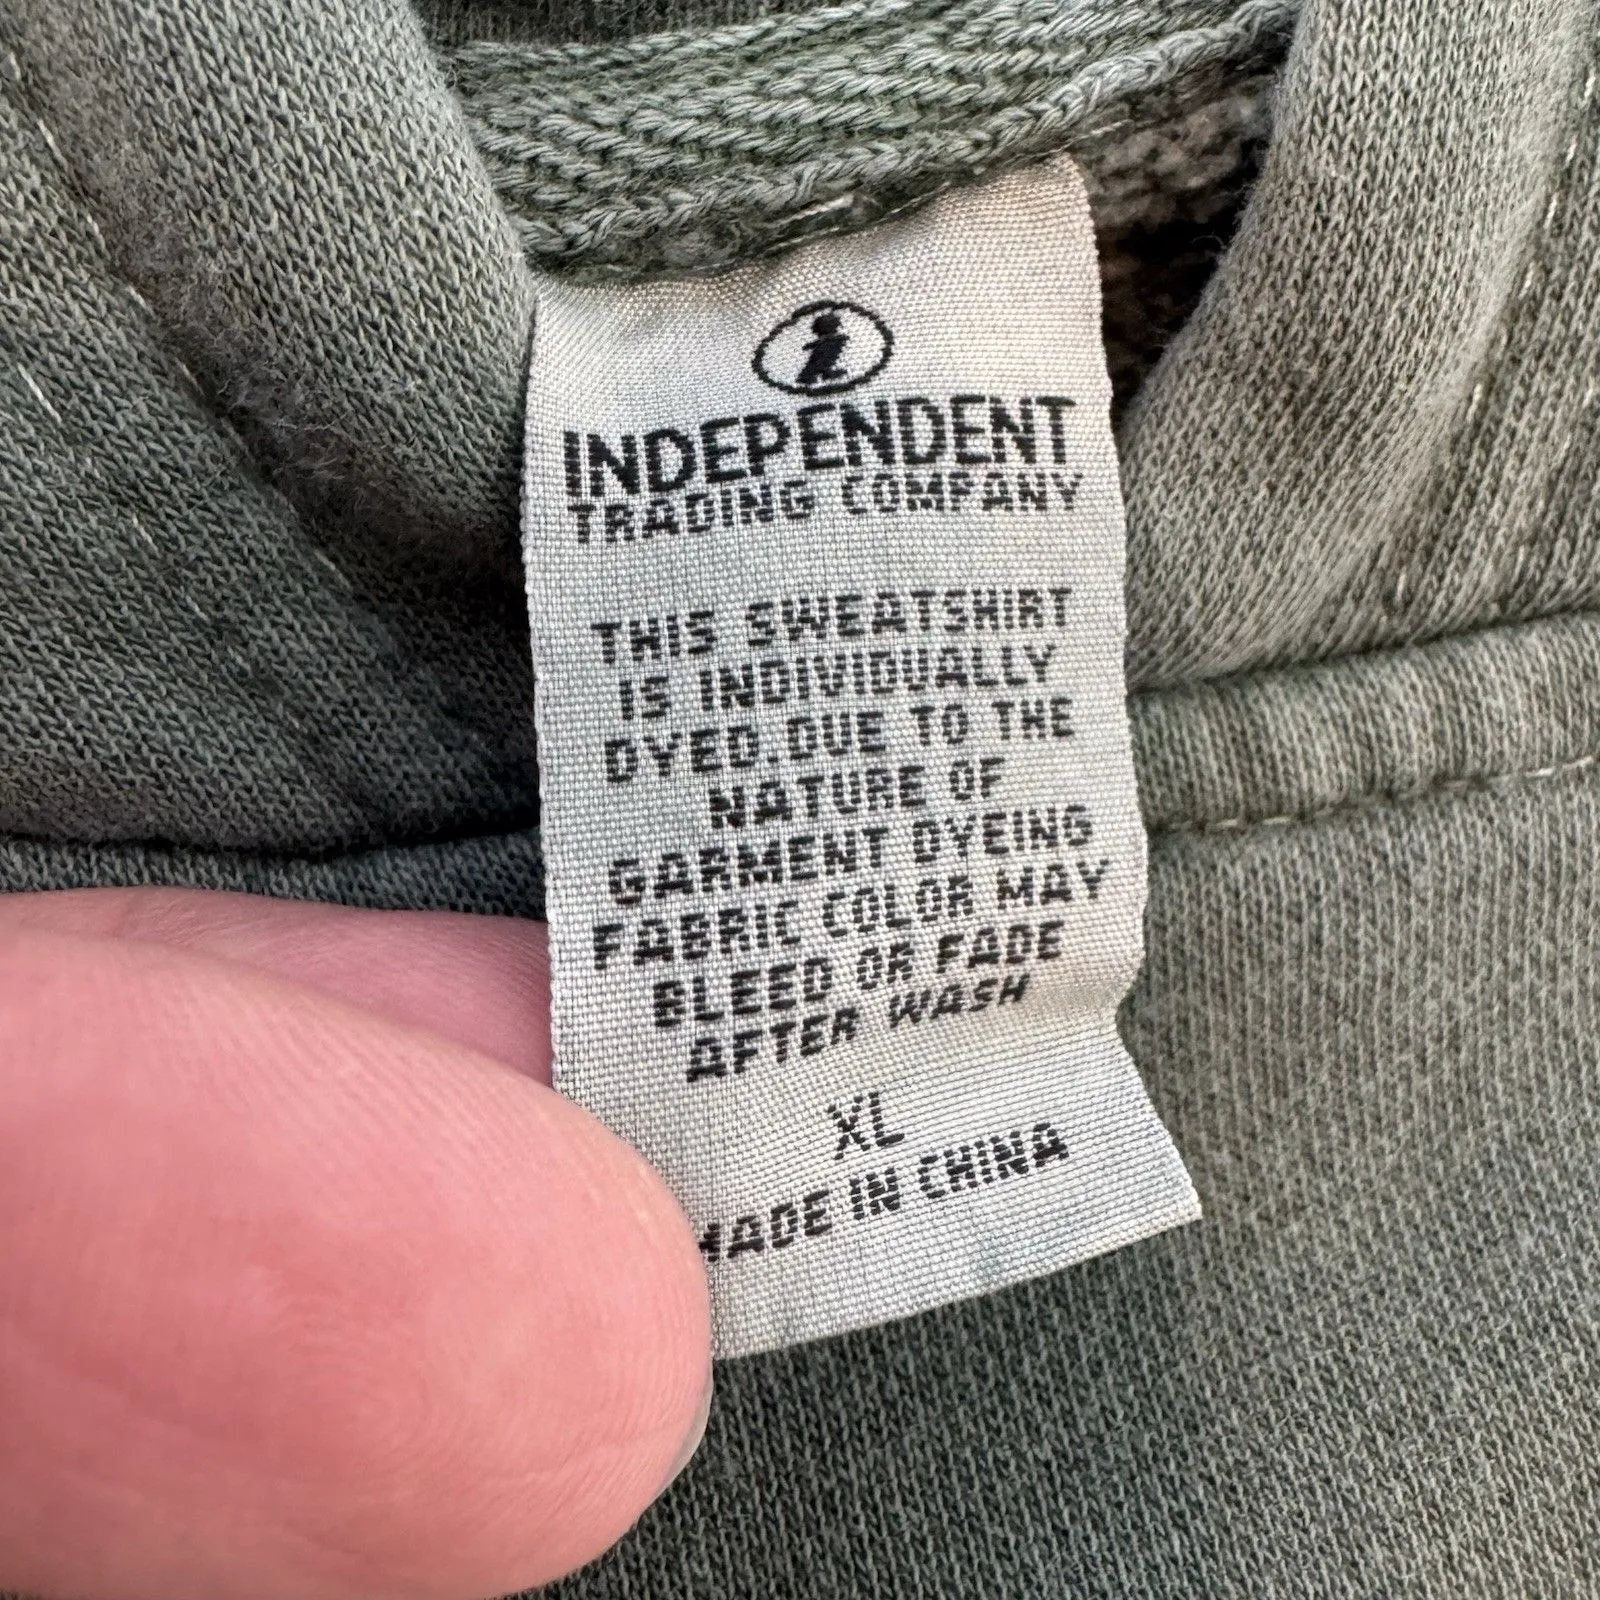 INDEPENDENT
TRADING COMPANY
THIS SWEATSHIRT
IS INDIVIDUALLY
DYED. DUE TO THE
NATURE OF
GARMENT DYEING
FABRIC COLOR MAY
BLEED OR FADE
AFTER WASH
XL
MADE IN CHINA